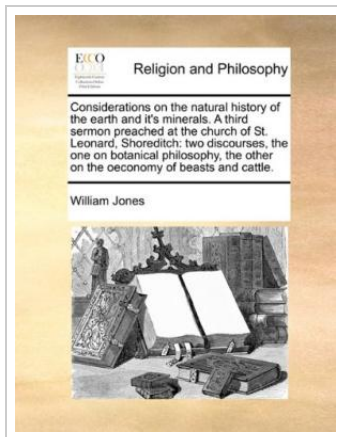 ECCO
Religion and Philosophy
Considerations on the natural history of
the earth and it's minerals. A third
sermon preached at the church of St.
Leonard, Shoreditch: two discourses, the
one on botanical philosophy, the other
on the oeconomy of beasts and cattle.
William Jones